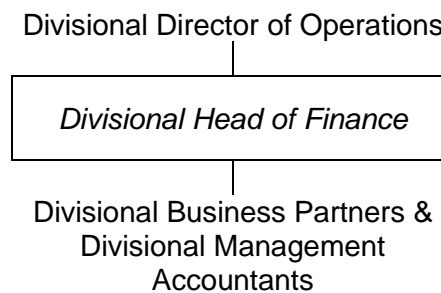 Divisional Director of Operations
Divisional Head of Finance
Divisional Business Partners &
Divisional Management
Accountants